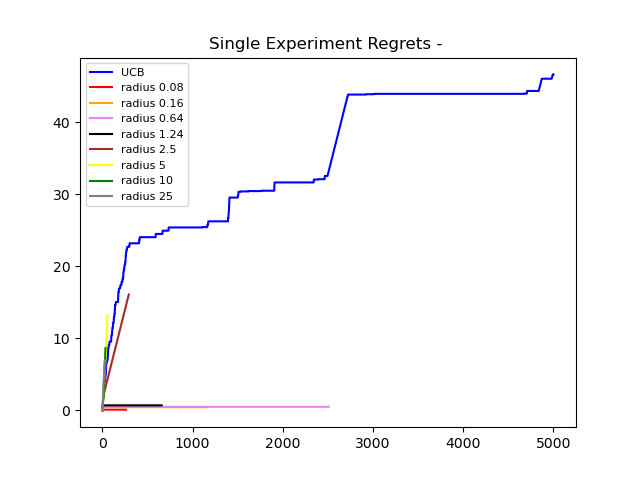 Single Experiment Regrets -
UCB
radius 0.08
radius 0.16
radius 0.64
radius 1.24
radius 2.5
radius 5
radius 10
radius 25
40
30
20
10
0
0 1000 2000 3000 4000 5000